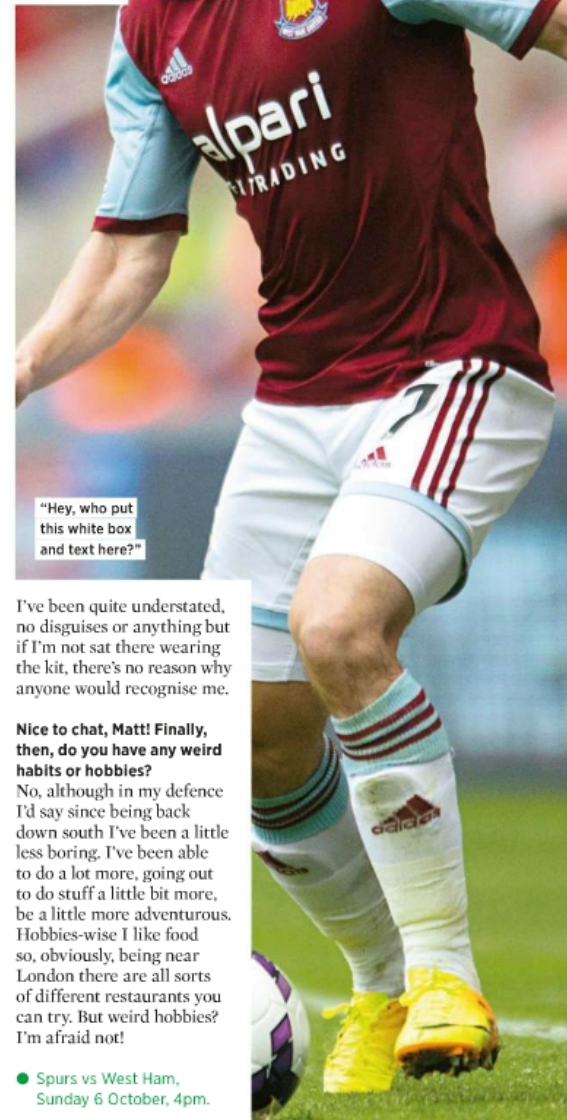 WEST HAM UNITED
adidas
alpari
TRADING
7
adidas
"Hey, who put
this white box
and text here?"
I've been quite understated,
no disguises or anything but
if I'm not sat there wearing
the kit, there's no reason why
anyone would recognise me.
Nice to chat, Matt! Finally,
then, do you have any weird
habits or hobbies?
No, although in my defence
I'd say since being back
down south I've been a little
less boring. I've been able
to do a lot more, going out
to do stuff a little bit more,
be a little more adventurous.
Hobbies-wise I like food
so, obviously, being near
London there are all sorts
of different restaurants you
can try. But weird hobbies?
I'm afraid not!
● Spurs vs West Ham,
Sunday 6 October, 4pm.
adidas